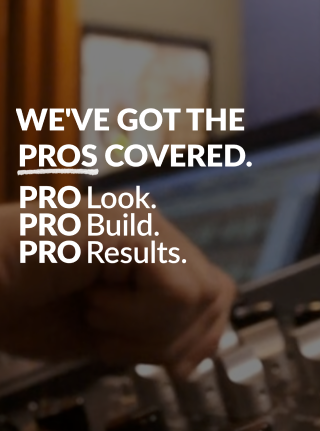 WE'VE GOT THE
PROS COVERED.
PRO Look.
PRO Build.
PRO Results.